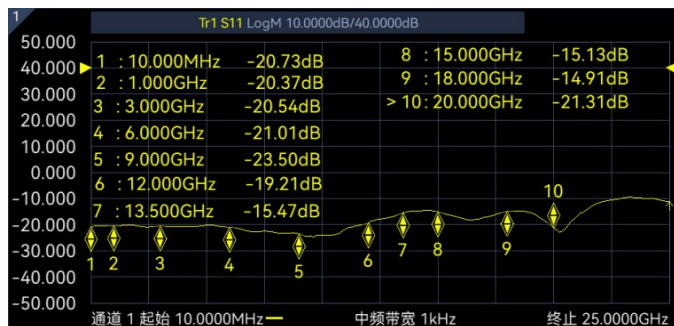 1
Tr1 S11 LogM 10.0000dB/40.0000dB
50.000
40.000
30.000
20.000
10.000
0.000
-10.000
-20.000
-30.000
-40.000
-50.000
1 : 10.000MHz -20.73dB
2 : 1.000GHz -20.37dB
3 : 3.000GHz -20.54dB
4 : 6.000GHz -21.01dB
5 : 9.000GHz -23.50dB
6 : 12.000GHz -19.21dB
7 : 13.500GHz -15.47dB
8 : 15.000GHz -15.13dB
9 : 18.000GHz -14.91dB
> 10: 20.000GHz -21.31dB
1 2 3 4 5 6 7 8 9 10
通道 1 起始 10.0000MHz 中频带宽 1kHz 终止 25.0000GHz